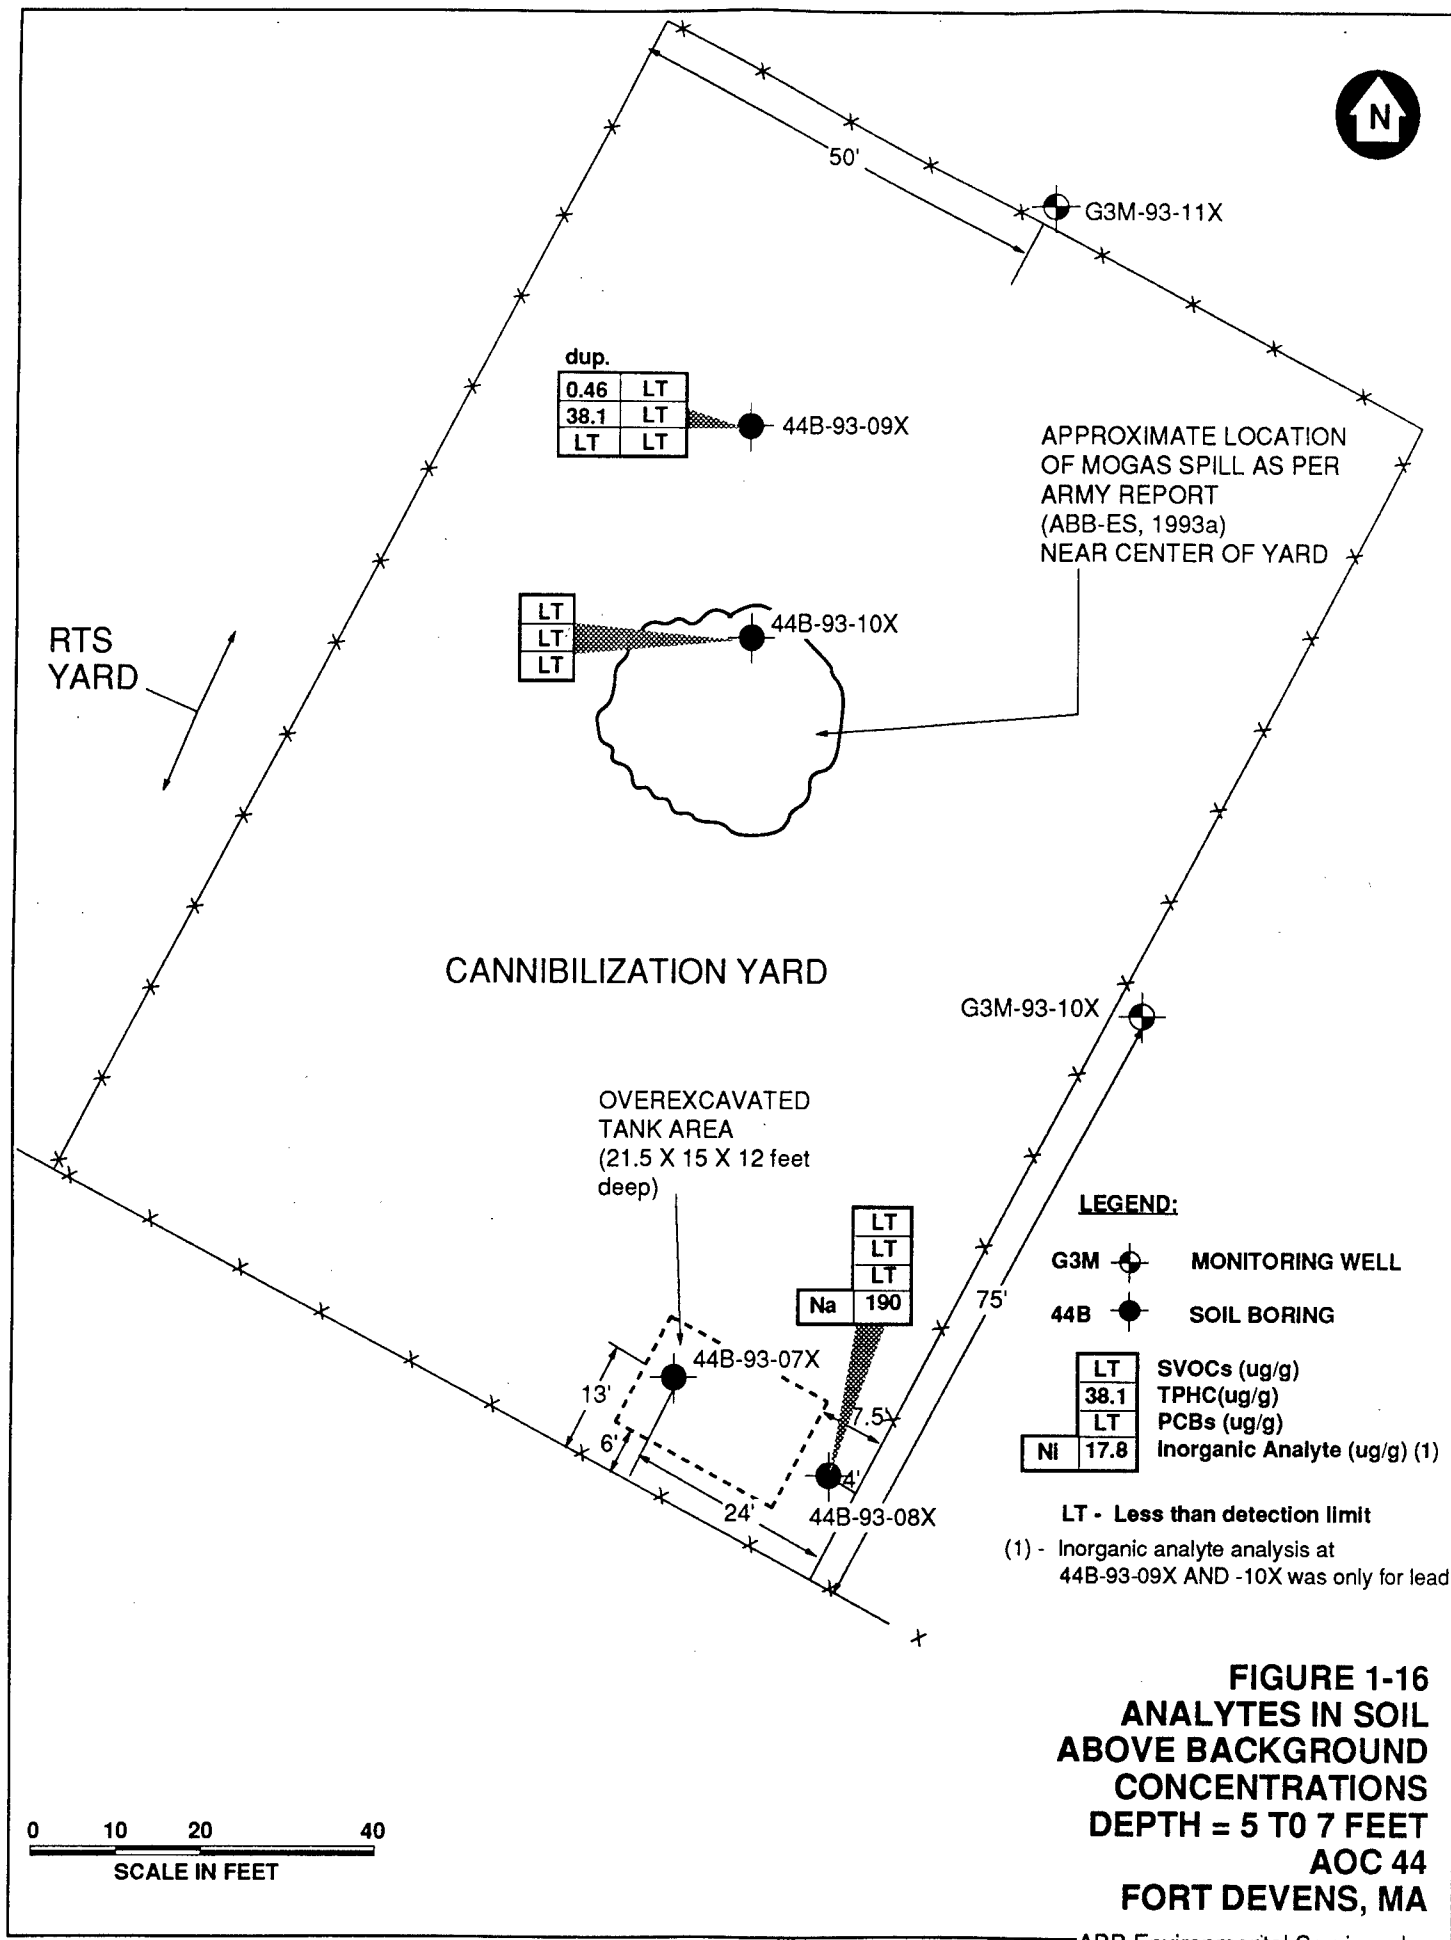 N
50'
G3M-93-11X
dup.
0.46 LT
38.1 LT
LT LT
44B-93-09X
APPROXIMATE LOCATION
OF MOGAS SPILL AS PER
ARMY REPORT
(ABB-ES, 1993a)
NEAR CENTER OF YARD
LT
LT
LT
44B-93-10X
RTS
YARD
CANNIBILIZATION YARD
G3M-93-10X
OVEREXCAVATED
TANK AREA
(21.5 X 15 X 12 feet
deep)
LT
LT
LT
Na 190
75'
44B-93-07X
13'
6'
7.5'
4'
24'
44B-93-08X
LEGEND:
G3M MONITORING WELL
44B SOIL BORING
LT SVOCs (ug/g)
38.1 TPHC(ug/g)
LT PCBs (ug/g)
Ni 17.8 Inorganic Analyte (ug/g) (1)
LT - Less than detection limit
(1) - Inorganic analyte analysis at
44B-93-09X AND -10X was only for lead
FIGURE 1-16
ANALYTES IN SOIL
ABOVE BACKGROUND
CONCENTRATIONS
DEPTH = 5 T0 7 FEET
AOC 44
FORT DEVENS, MA
0 10 20 40
SCALE IN FEET